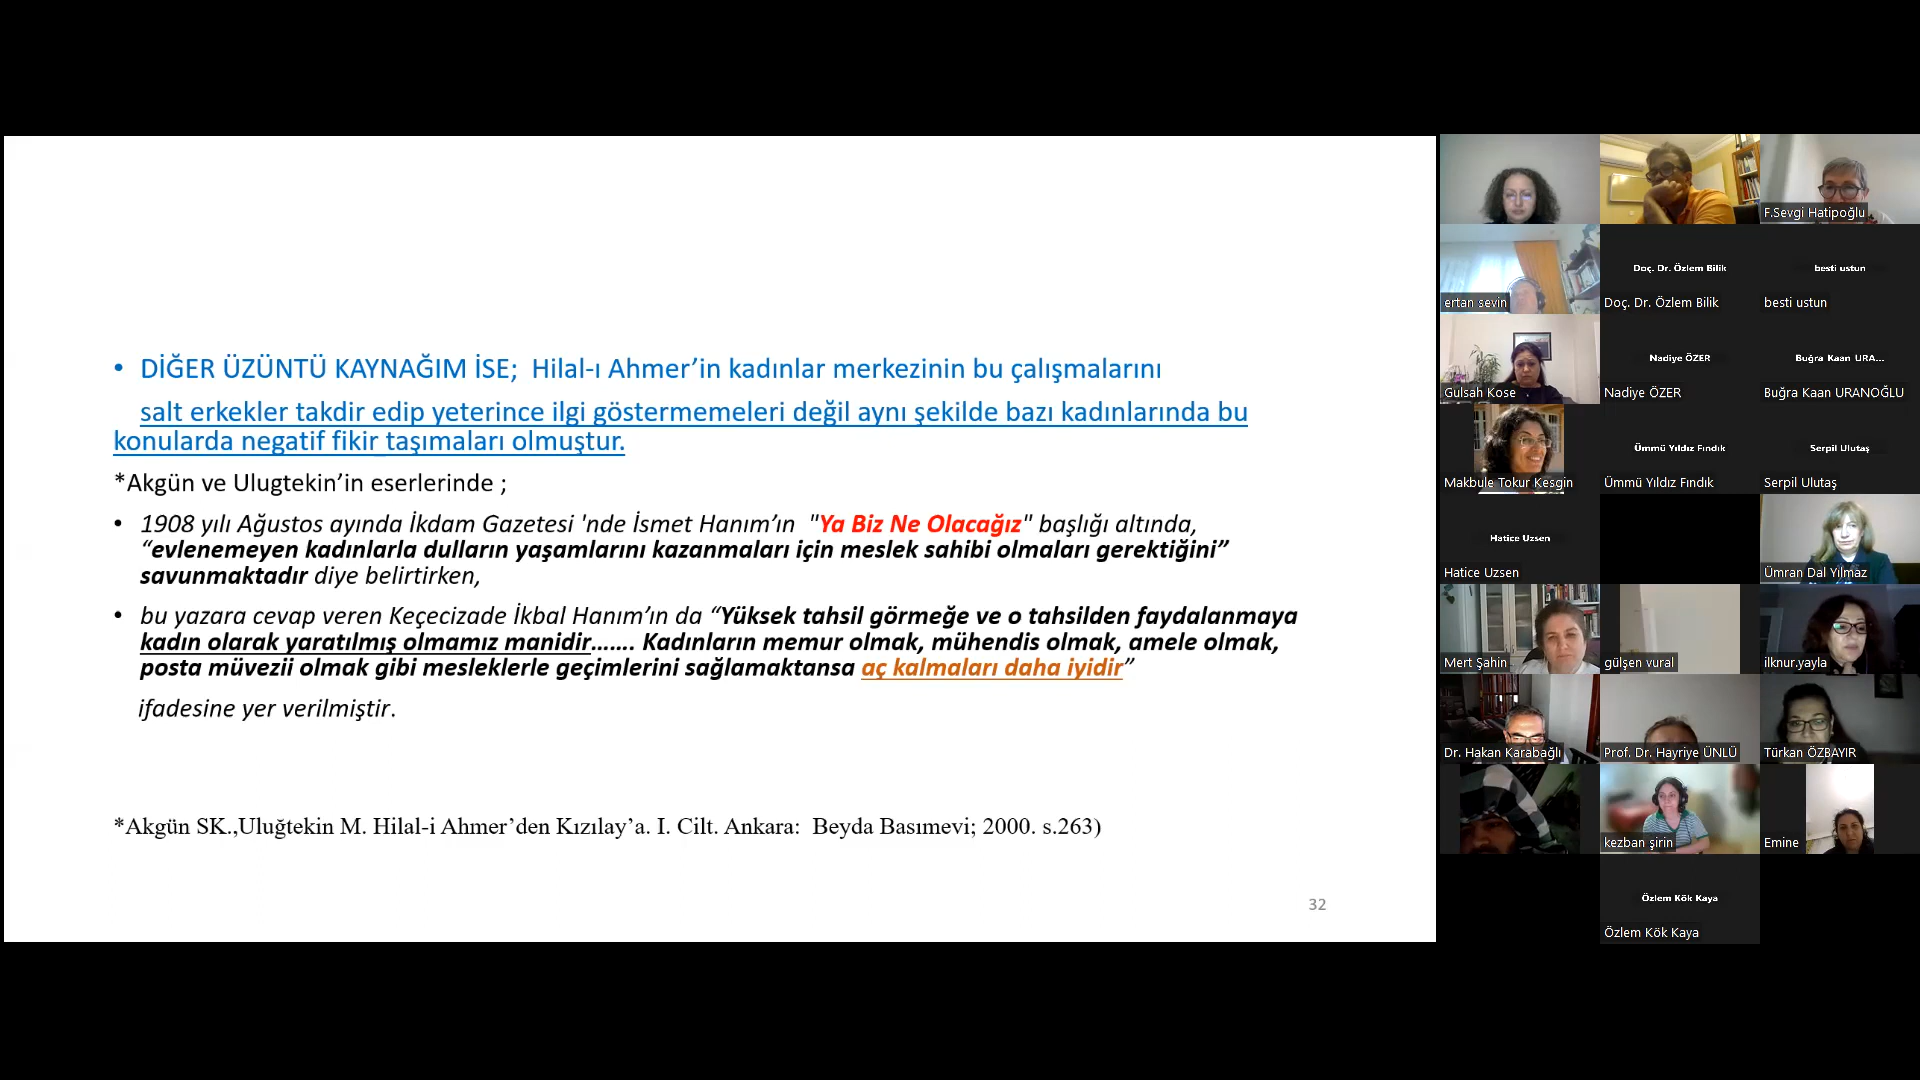 • DİĞER ÜZÜNTÜ KAYNAĞIM İSE; Hilal-ı Ahmer’in kadınlar merkezinin bu çalışmalarını
salt erkekler takdir edip yeterince ilgi göstermemeleri değil aynı şekilde bazı kadınlarında bu
konularda negatif fikir taşımaları olmuştur.
*Akgün ve Ulugtekin’in eserlerinde ;
• 1908 yılı Ağustos ayında İkdam Gazetesi 'nde İsmet Hanım’ın "Ya Biz Ne Olacağız" başlığı altında,
“evlenemeyen kadınlarla dulların yaşamlarını kazanmaları için meslek sahibi olmaları gerektiğini”
savunmaktadır diye belirtirken,
• bu yazara cevap veren Keçecizade İkbal Hanım’ın da “Yüksek tahsil görmeğe ve o tahsilden faydalanmaya
kadın olarak yaratılmış olmamız manidir……. Kadınların memur olmak, mühendis olmak, amele olmak,
posta müvezii olmak gibi mesleklerle geçimlerini sağlamaktansa aç kalmaları daha iyidir”
ifadesine yer verilmiştir.
*Akgün SK.,Uluğtekin M. Hilal-i Ahmer’den Kızılay’a. I. Cilt. Ankara: Beyda Basımevi; 2000. s.263)
32
F.Sevgi Hatipoğlu
ertan sevin
Doç. Dr. Özlem Bilik
Doç. Dr. Özlem Bilik
besti ustun
besti ustun
Gulsah Kose
Nadiye ÖZER
Nadiye ÖZER
Buğra Kaan URA...
Buğra Kaan URANOĞLU
Makbule Tokur Kesgin
Ümmü Yıldız Fındık
Ümmü Yıldız Fındık
Serpil Ulutaş
Serpil Ulutaş
Hatice Uzsen
Hatice Uzsen
Ümran Dal Yılmaz
Mert Şahin
gülşen vural
ilknur.yayla
Dr. Hakan Karabağlı
Prof. Dr. Hayriye ÜNLÜ
Türkan ÖZBAYIR
kezban şirin
Emine
Özlem Kök Kaya
Özlem Kök Kaya